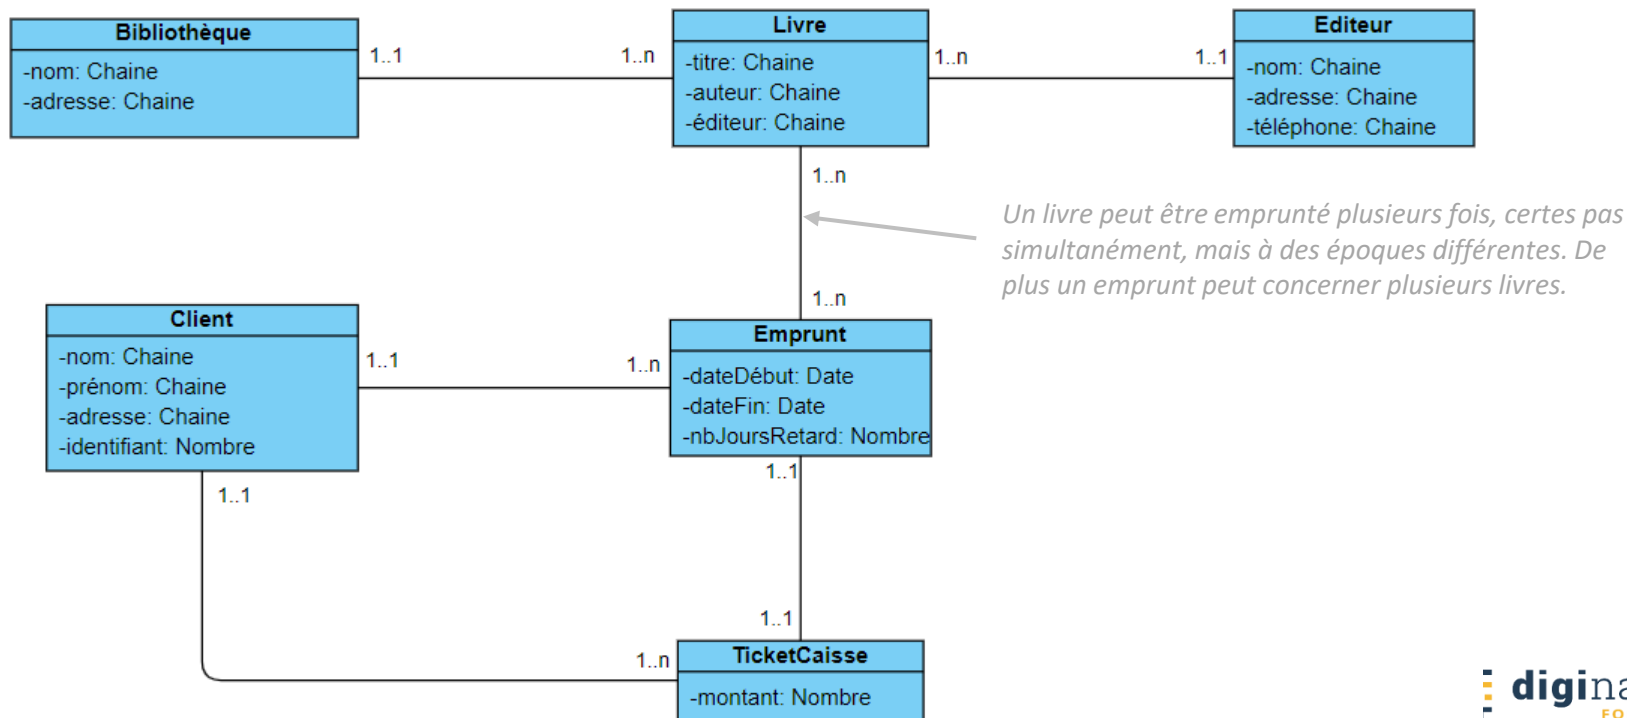 Bibliothèque
-nom: Chaine
-adresse: Chaine
1..1
1..n
Livre
-titre: Chaine
-auteur: Chaine
-éditeur: Chaine
1..n
1..1
Editeur
-nom: Chaine
-adresse: Chaine
-téléphone: Chaine
1..n
Un livre peut être emprunté plusieurs fois, certes pas
simultanément, mais à des époques différentes. De
plus un emprunt peut concerner plusieurs livres.
1..n
Client
-nom: Chaine
-prénom: Chaine
-adresse: Chaine
-identifiant: Nombre
1..1
1..n
Emprunt
-dateDébut: Date
-dateFin: Date
-nbJoursRetard: Nombre
1..1
1..1
1..1
1..n
TicketCaisse
-montant: Nombre